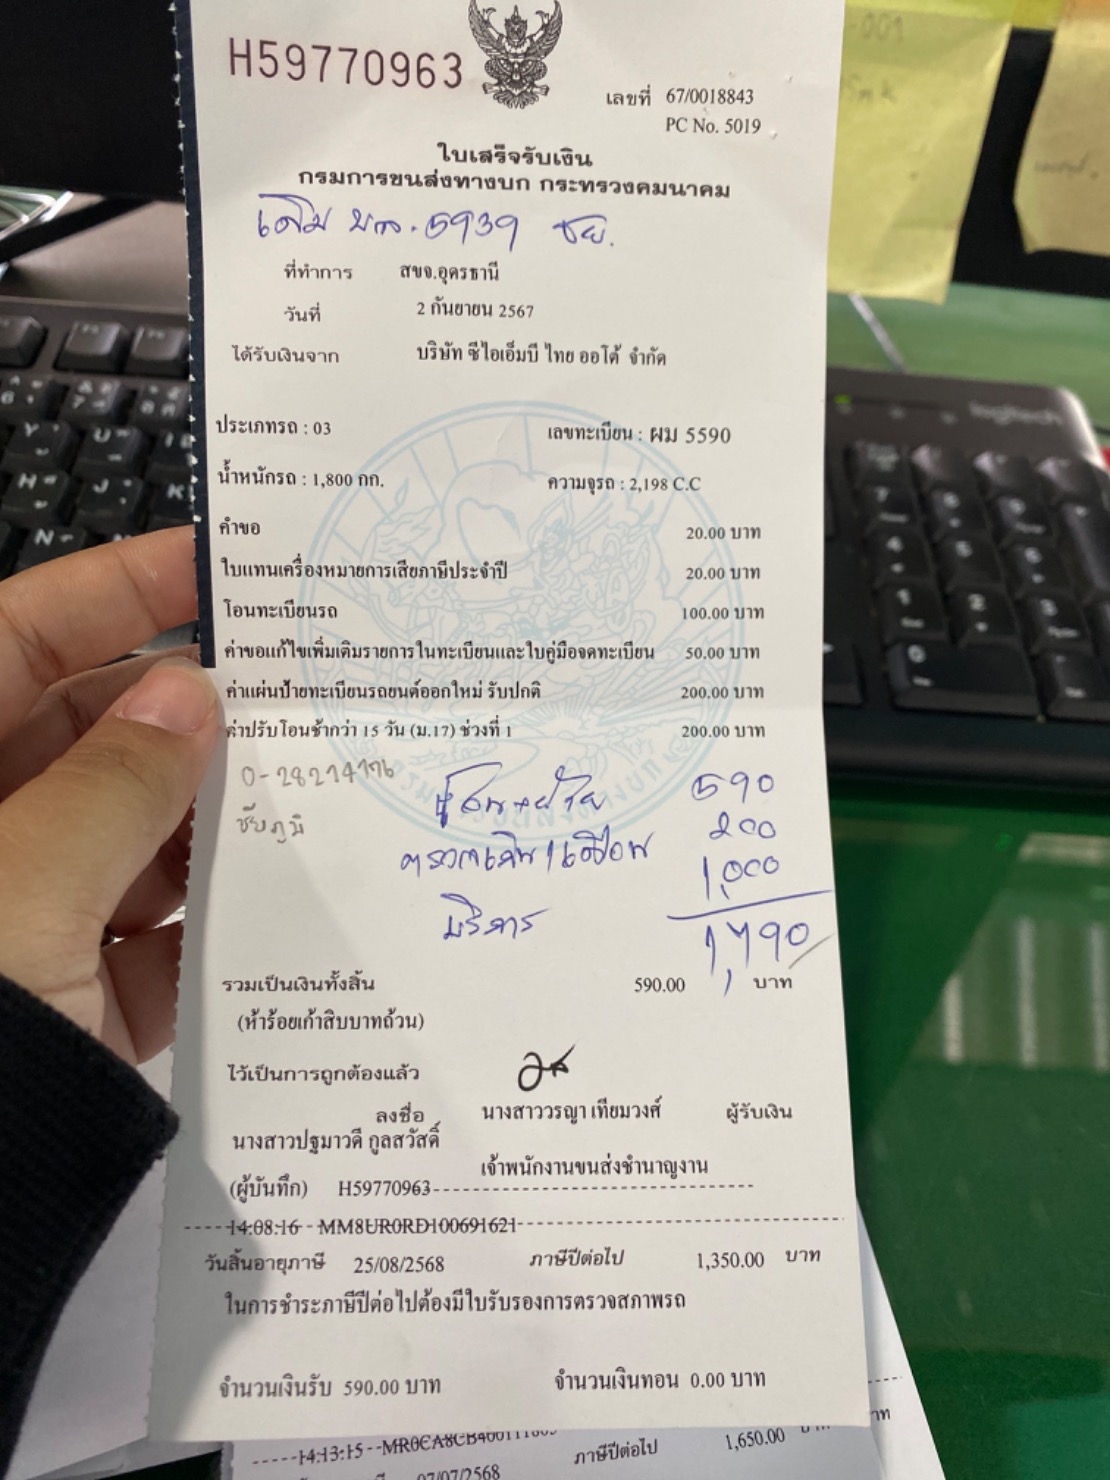 H59770963
เลขที่ 67/0018843
PC No. 5019
ใบเสร็จรับเงิน
กรมการขนส่งทางบก กระทรวงคมนาคม
เดิม บก.5939 ชย.
ที่ทำการ สขจ.อุดรธานี
วันที่ 2 กันยายน 2567
ได้รับเงินจาก บริษัท ซีไอเอ็มบี ไทย ออโต้ จำกัด
ประเภทรถ : 03 เลขทะเบียน : ผม 5590
น้ำหนักรถ : 1,800 กก. ความจุรถ : 2,198 C.C
คำขอ 20.00 บาท
ใบแทนเครื่องหมายการเสียภาษีประจำปี 20.00 บาท
โอนทะเบียนรถ 100.00 บาท
ค่าขอแก้ไขเพิ่มเติมรายการในทะเบียนและใบคู่มือจดทะเบียน 50.00 บาท
ค่าแผ่นป้ายทะเบียนรถยนต์ออกใหม่ รับปกติ 200.00 บาท
ค่าปรับโอนช้ากว่า 15 วัน (ม.17) ช่วงที่ 1 200.00 บาท
ชัยภูมิ
590
200
1,000
บริการ
1,790
รวมเป็นเงินทั้งสิ้น 590.00 บาท
(ห้าร้อยเก้าสิบบาทถ้วน)
ไว้เป็นการถูกต้องแล้ว
ลงชื่อ นางสาววรญา เทียมวงศ์ ผู้รับเงิน
นางสาวปฐมาวดี กูลสวัสดิ์
เจ้าพนักงานขนส่งชำนาญงาน
(ผู้บันทึก) H59770963
14:08:16 MM8UR0RD100691621
วันสิ้นอายุภาษี 25/08/2568 ภาษีปีต่อไป 1,350.00 บาท
ในการชำระภาษีปีต่อไปต้องมีใบรับรองการตรวจสภาพรถ
จำนวนเงินรับ 590.00 บาท จำนวนเงินทอน 0.00 บาท
14:13:15
ภาษีปีต่อไป 1,650.00
07/07/2568
logitech